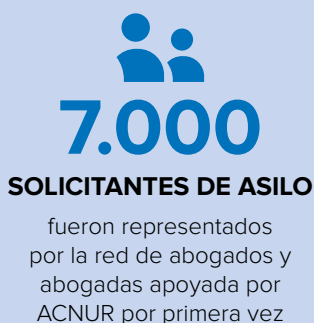 7.000
SOLICITANTES DE ASILO
fueron representados
por la red de abogados y
abogadas apoyada por
ACNUR por primera vez